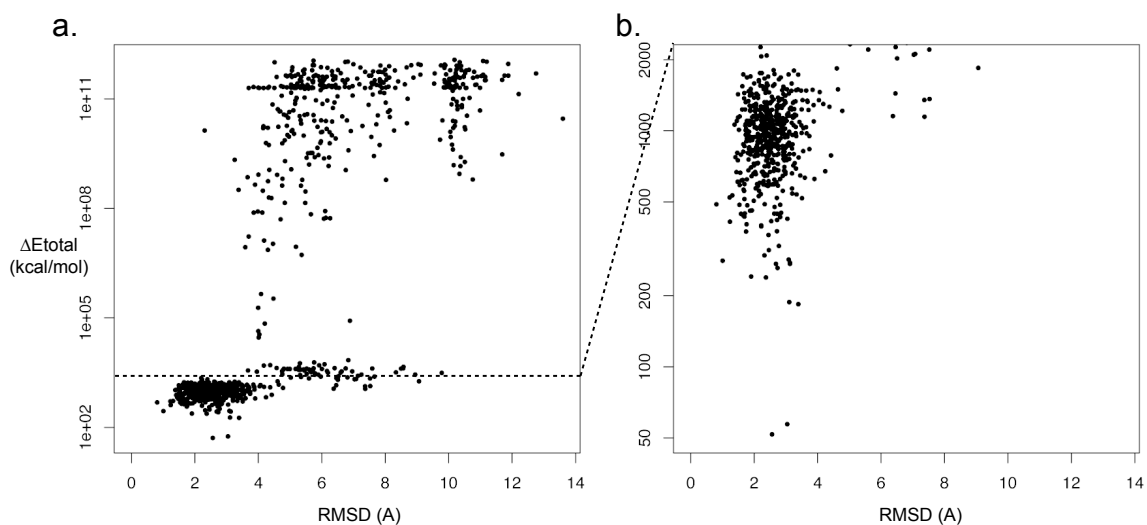 a.
b.
1e+11
1e+08
1e+05
1e+02
ΔEtotal
(kcal/mol)
0 2 4 6 8 10 12 14
RMSD (A)
2000
1000
500
200
100
50
0 2 4 6 8 10 12 14
RMSD (A)